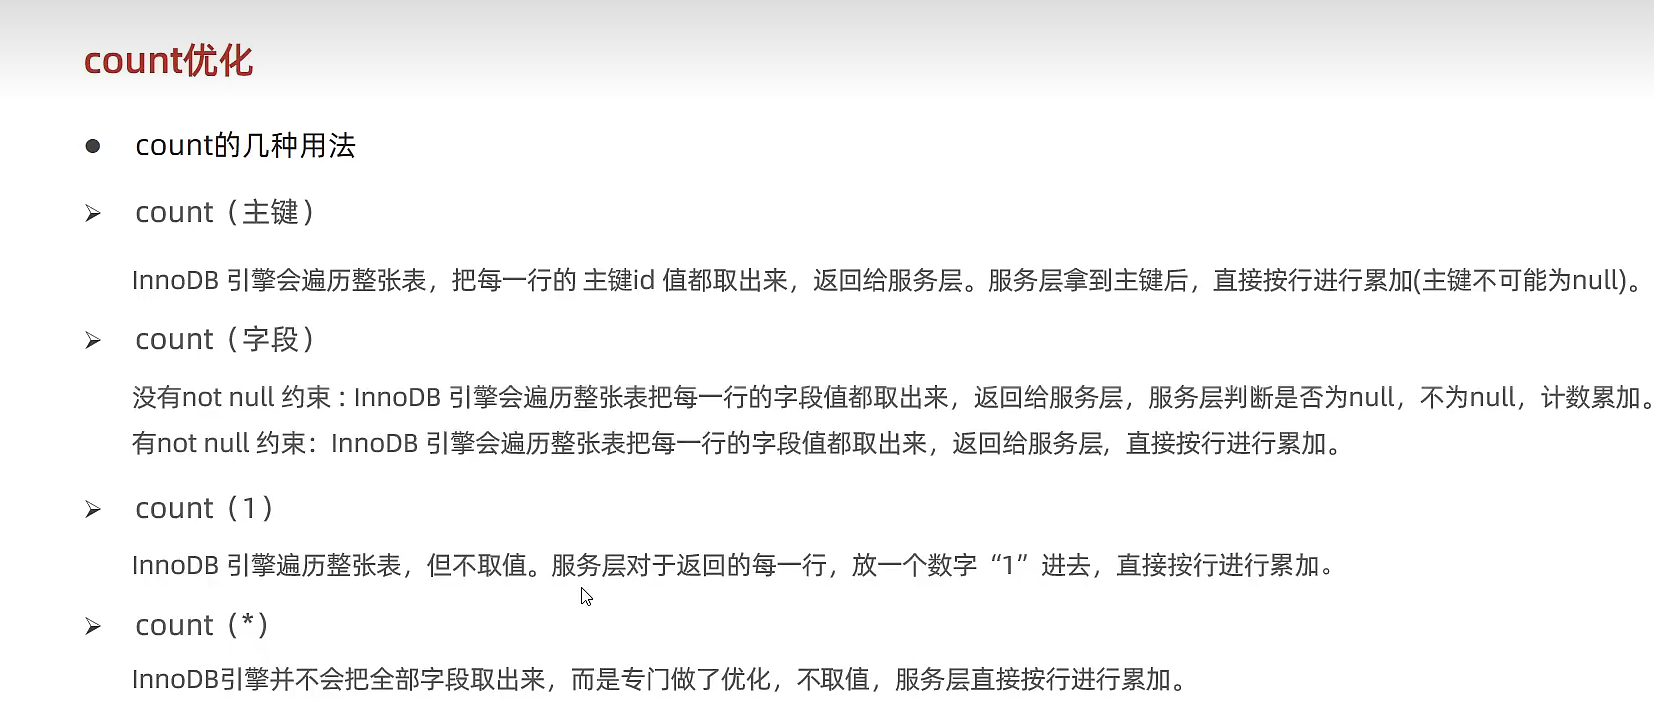 count优化
count的几种用法
count（主键）
InnoDB 引擎会遍历整张表，把每一行的 主键id 值都取出来，返回给服务层。服务层拿到主键后，直接按行进行累加(主键不可能为null)。
count（字段）
没有not null 约束 : InnoDB 引擎会遍历整张表把每一行的字段值都取出来，返回给服务层，服务层判断是否为null，不为null，计数累加。
有not null 约束：InnoDB 引擎会遍历整张表把每一行的字段值都取出来，返回给服务层，直接按行进行累加。
count（1）
InnoDB 引擎遍历整张表，但不取值。服务层对于返回的每一行，放一个数字“1”进去，直接按行进行累加。
count（*）
InnoDB引擎并不会把全部字段取出来，而是专门做了优化，不取值，服务层直接按行进行累加。